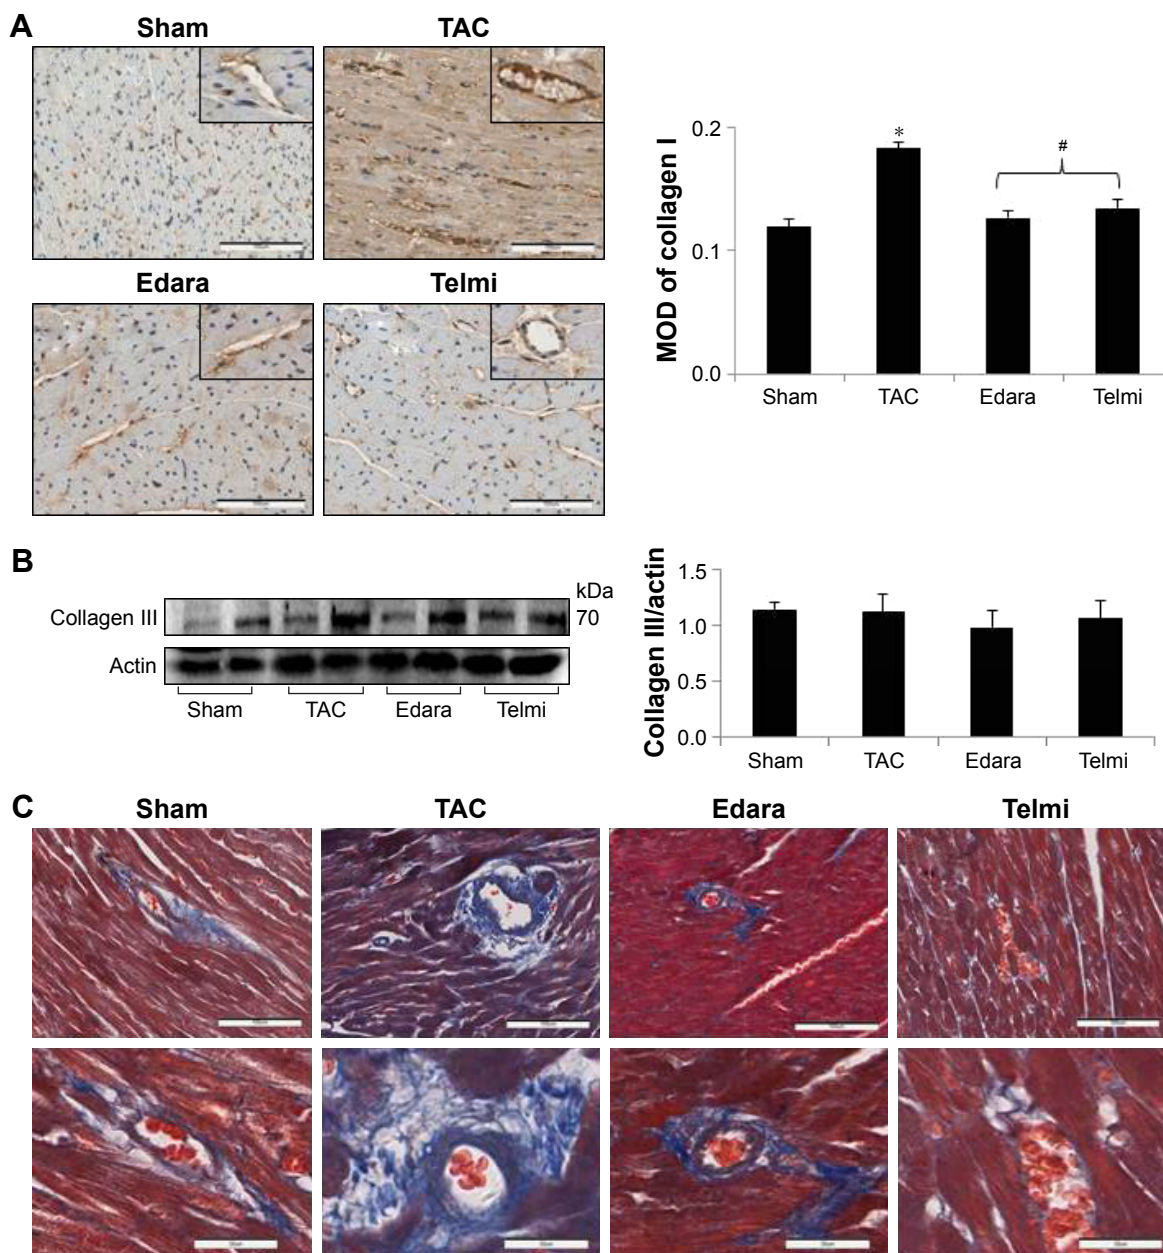 A
Sham
TAC
Edara
Telmi
MOD of collagen I
0.2
0.1
0.0
*
#
Sham
TAC
Edara
Telmi
B
kDa
Collagen III
70
Actin
Sham
TAC
Edara
Telmi
Collagen III/actin
1.5
1.0
0.5
0.0
Sham
TAC
Edara
Telmi
C
Sham
TAC
Edara
Telmi